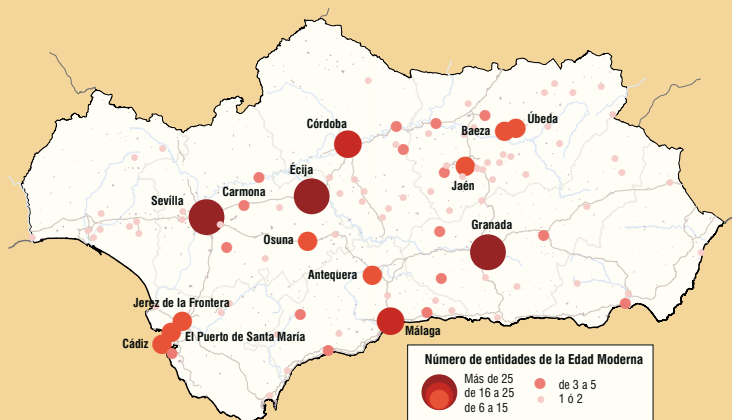 Córdoba
Úbeda
Baeza
Écija
Jaén
Carmona
Sevilla
Granada
Osuna
Antequera
Jerez de la Frontera
El Puerto de Santa María
Cádiz
Málaga
Número de entidades de la Edad Moderna
Más de 25
de 16 a 25
de 6 a 15
de 3 a 5
1 ó 2